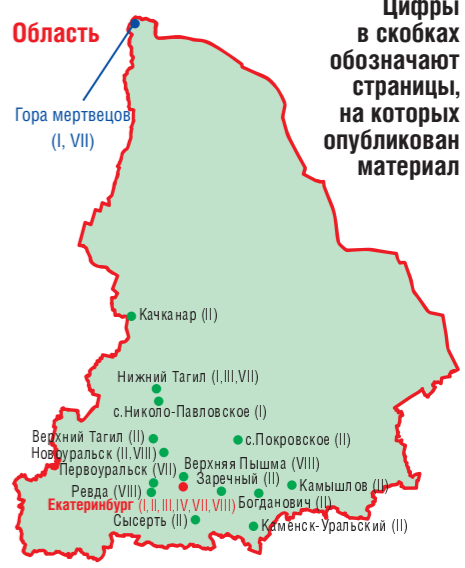 Область
Цифры
в скобках
обозначают
страницы,
на которых
опубликован
материал
Гора мертвецов
(I, VII)
Качканар (II)
Нижний Тагил (I,III,VII)
с.Николо-Павловское (I)
Верхний Тагил (II)
с.Покровское (II)
Новоуральск (II,VIII)
Верхняя Пышма (VIII)
Первоуральск (VII)
Заречный (II)
Камышлов (II)
Ревда (VIII)
Богданович (II)
Екатеринбург (I, II, III, IV, VII, VIII)
Сысерть (II)
Каменск-Уральский (II)